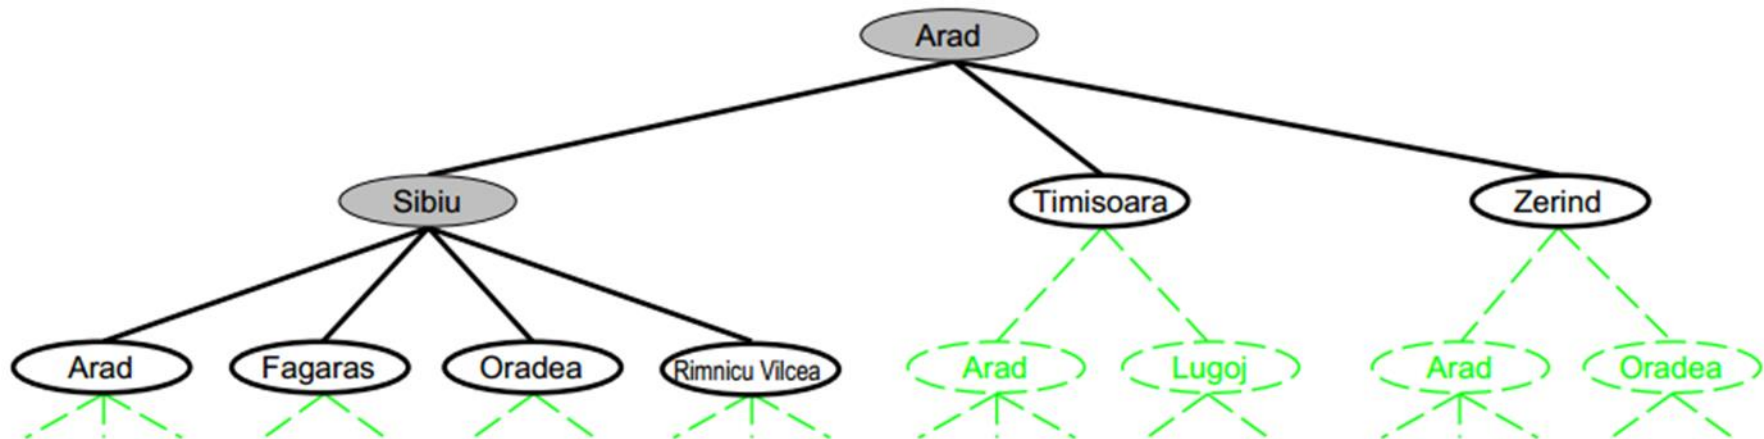 Arad
Sibiu
Timisoara
Zerind
Arad
Fagaras
Oradea
Rimnicu Vilcea
Arad
Lugoj
Arad
Oradea